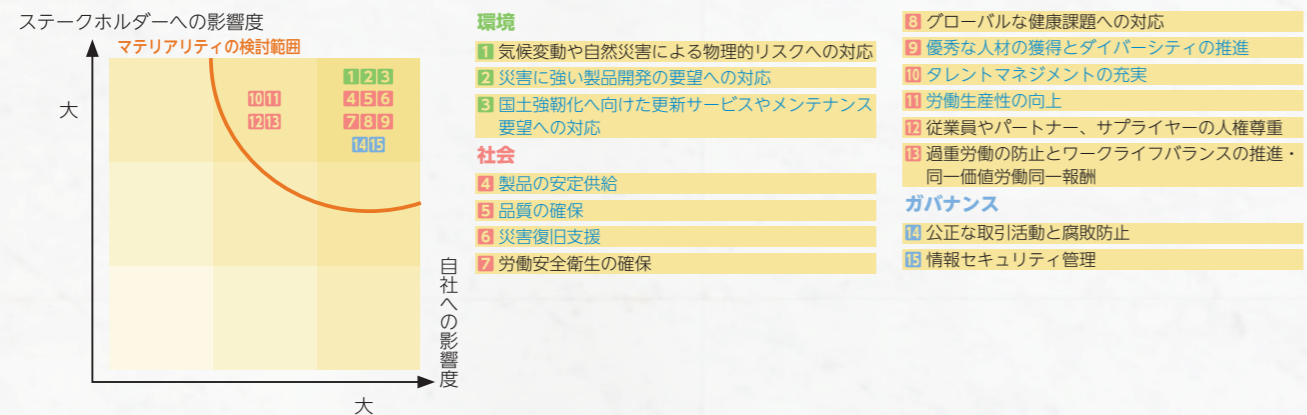 ステークホルダーへの影響度
マテリアリティの検討範囲
大
1 2 3
4 5 6
7 8 9
14 15
10 11
12 13
自社への影響度
大
環境
1 気候変動や自然災害による物理的リスクへの対応
2 災害に強い製品開発の要望への対応
3 国土強靭化へ向けた更新サービスやメンテナンス
要望への対応
社会
4 製品の安定供給
5 品質の確保
6 災害復旧支援
7 労働安全衛生の確保
8 グローバルな健康課題への対応
9 優秀な人材の獲得とダイバーシティの推進
10 タレントマネジメントの充実
11 労働生産性の向上
12 従業員やパートナー、サプライヤーの人権尊重
13 過重労働の防止とワークライフバランスの推進・
同一価値労働同一報酬
ガバナンス
14 公正な取引活動と腐敗防止
15 情報セキュリティ管理